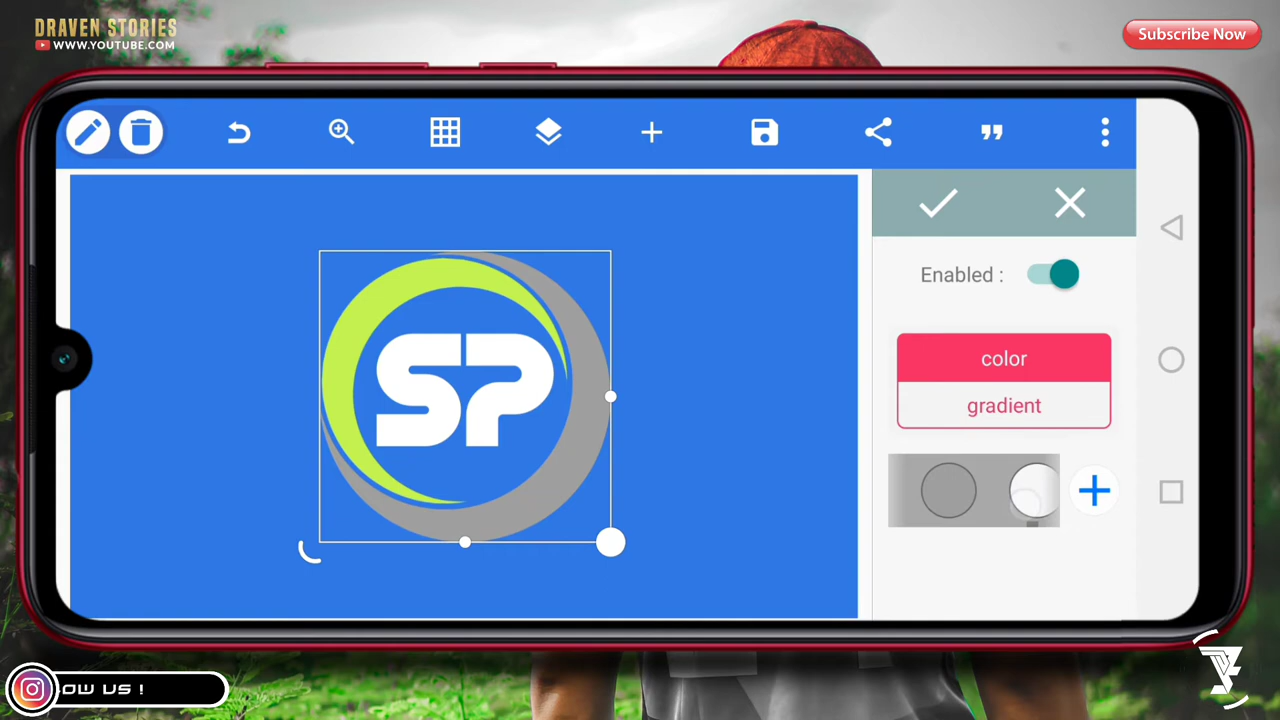 DRAVEN STORIES
WWW.YOUTUBE.COM
Subscribe Now
Enabled :
color
gradient
SP
OW US !